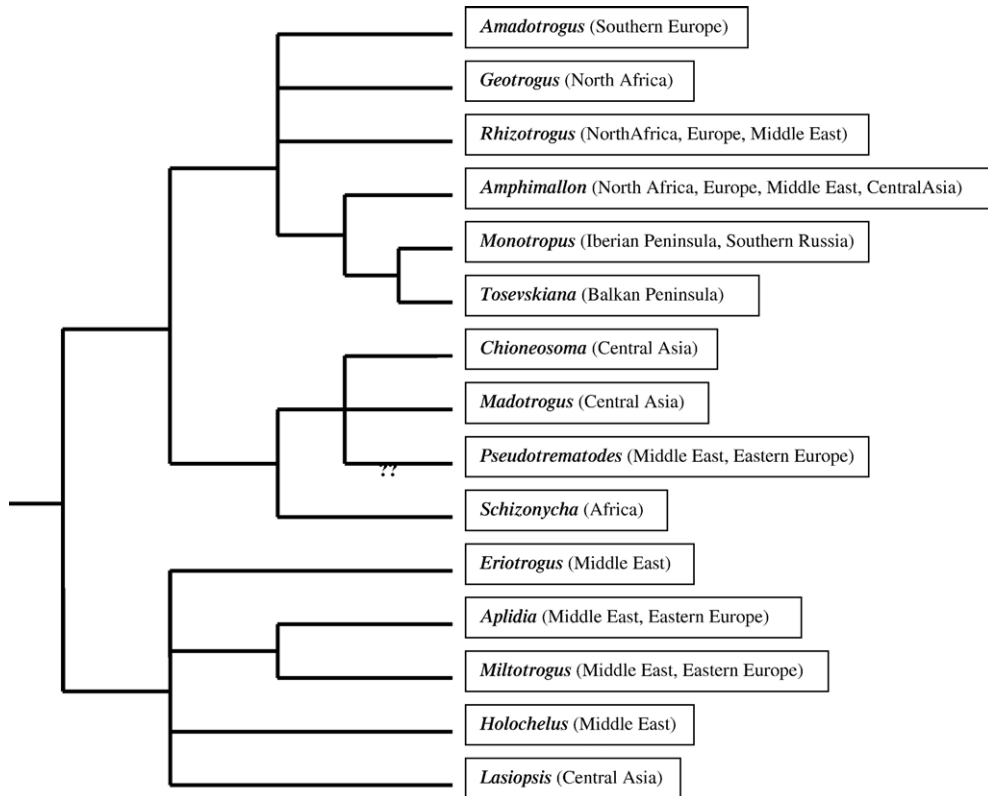 Amadotrogus (Southern Europe)
Geotrogus (North Africa)
Rhizotrogus (NorthAfrica, Europe, Middle East)
Amphimallon (North Africa, Europe, Middle East, CentralAsia)
Monotropus (Iberian Peninsula, Southern Russia)
Tosevskiana (Balkan Peninsula)
Chioneosoma (Central Asia)
Madotrogus (Central Asia)
Pseudotrematodes (Middle East, Eastern Europe)
??
Schizonycha (Africa)
Eriotrogus (Middle East)
Aplidia (Middle East, Eastern Europe)
Miltotrogus (Middle East, Eastern Europe)
Holochelus (Middle East)
Lasiopsis (Central Asia)